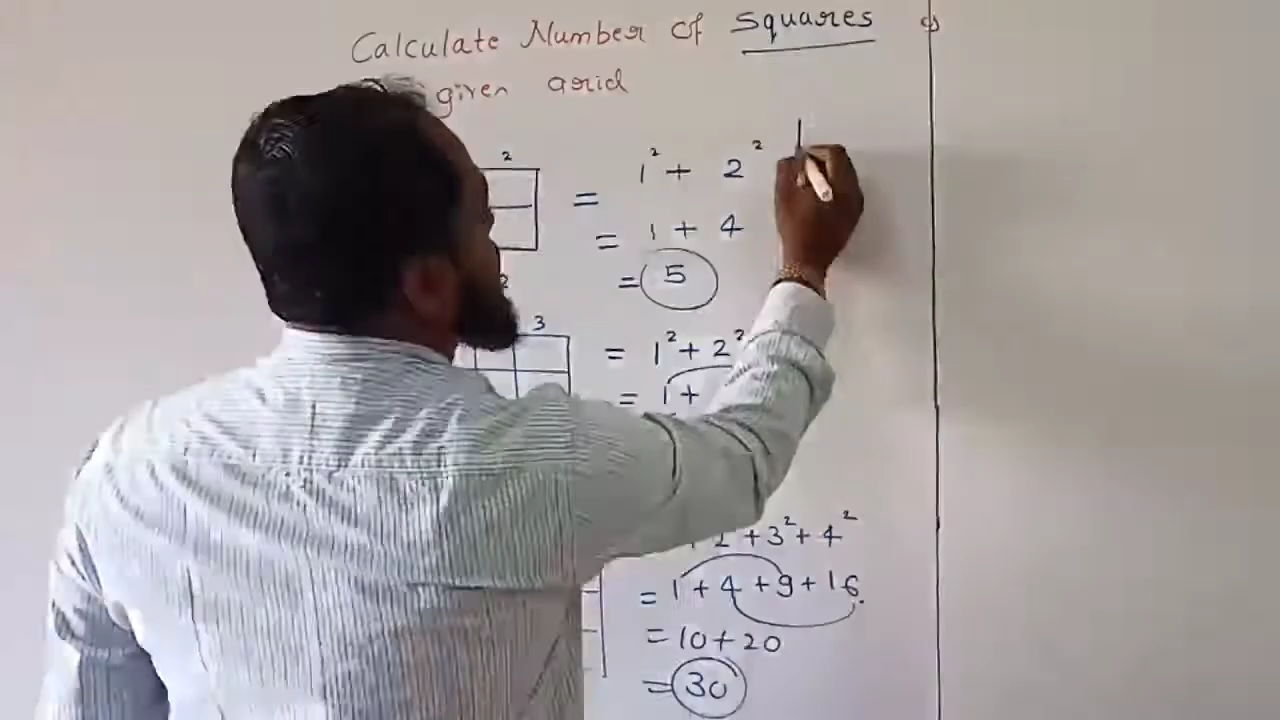 Calculate Number of Squares
given grid
2
= 1² + 2²
= 1 + 4
= 5
2
3
= 1² + 2²
= 1 +
2 + 3² + 4²
= 1 + 4 + 9 + 16.
= 10 + 20
= 30